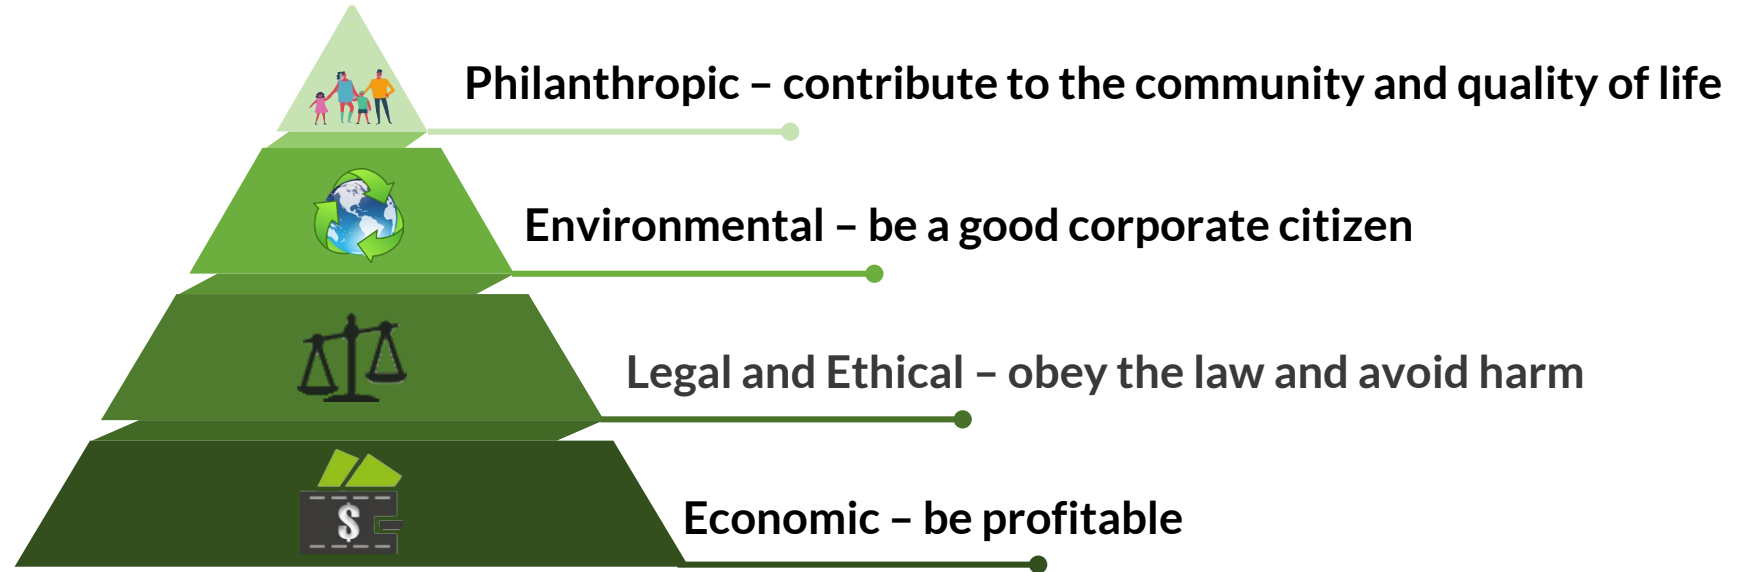 Philanthropic – contribute to the community and quality of life
Environmental – be a good corporate citizen
Legal and Ethical – obey the law and avoid harm
$
Economic – be profitable